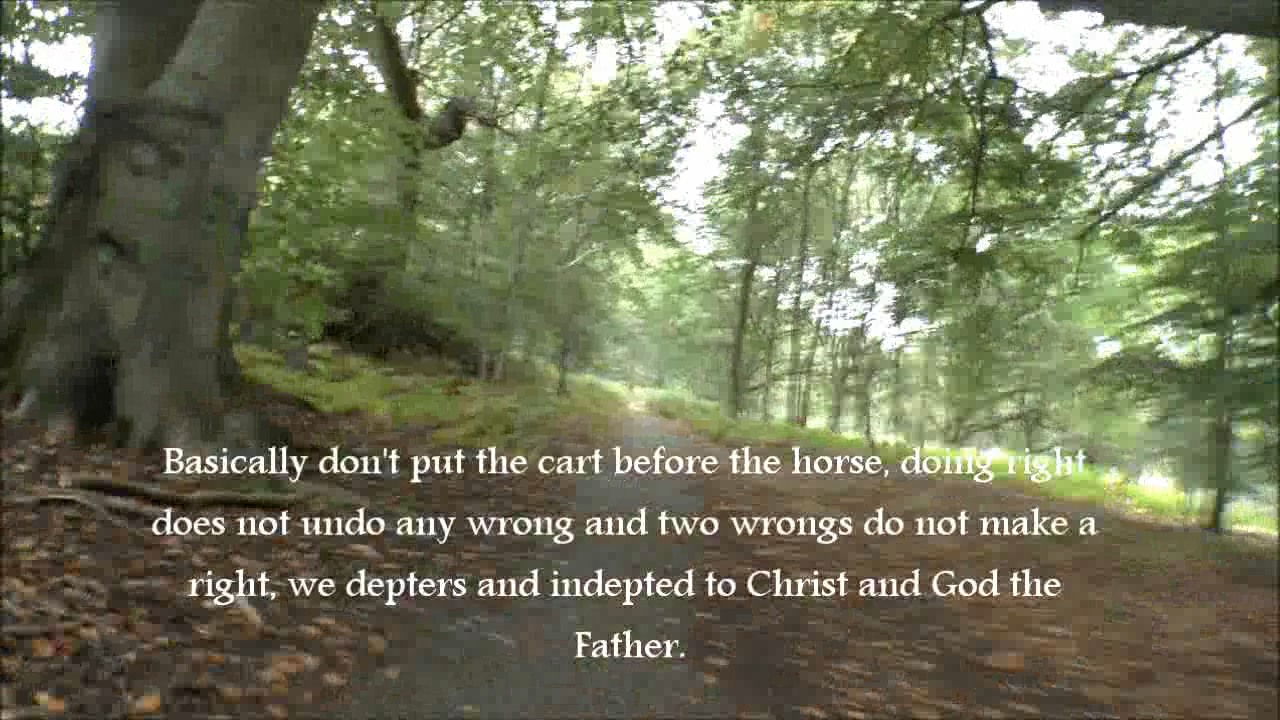 Basically don't put the cart before the horse, doing right
does not undo any wrong and two wrongs do not make a
right, we depters and indepted to Christ and God the
Father.